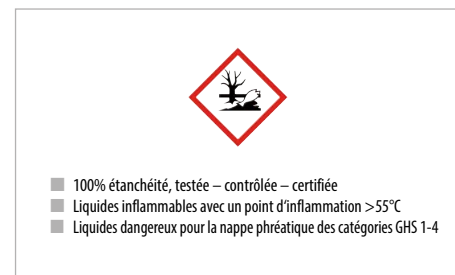 100% étanchéité, testée – contrôlée – certifiée
Liquides inflammables avec un point d‘inflammation >55°C
Liquides dangereux pour la nappe phréatique des catégories GHS 1-4